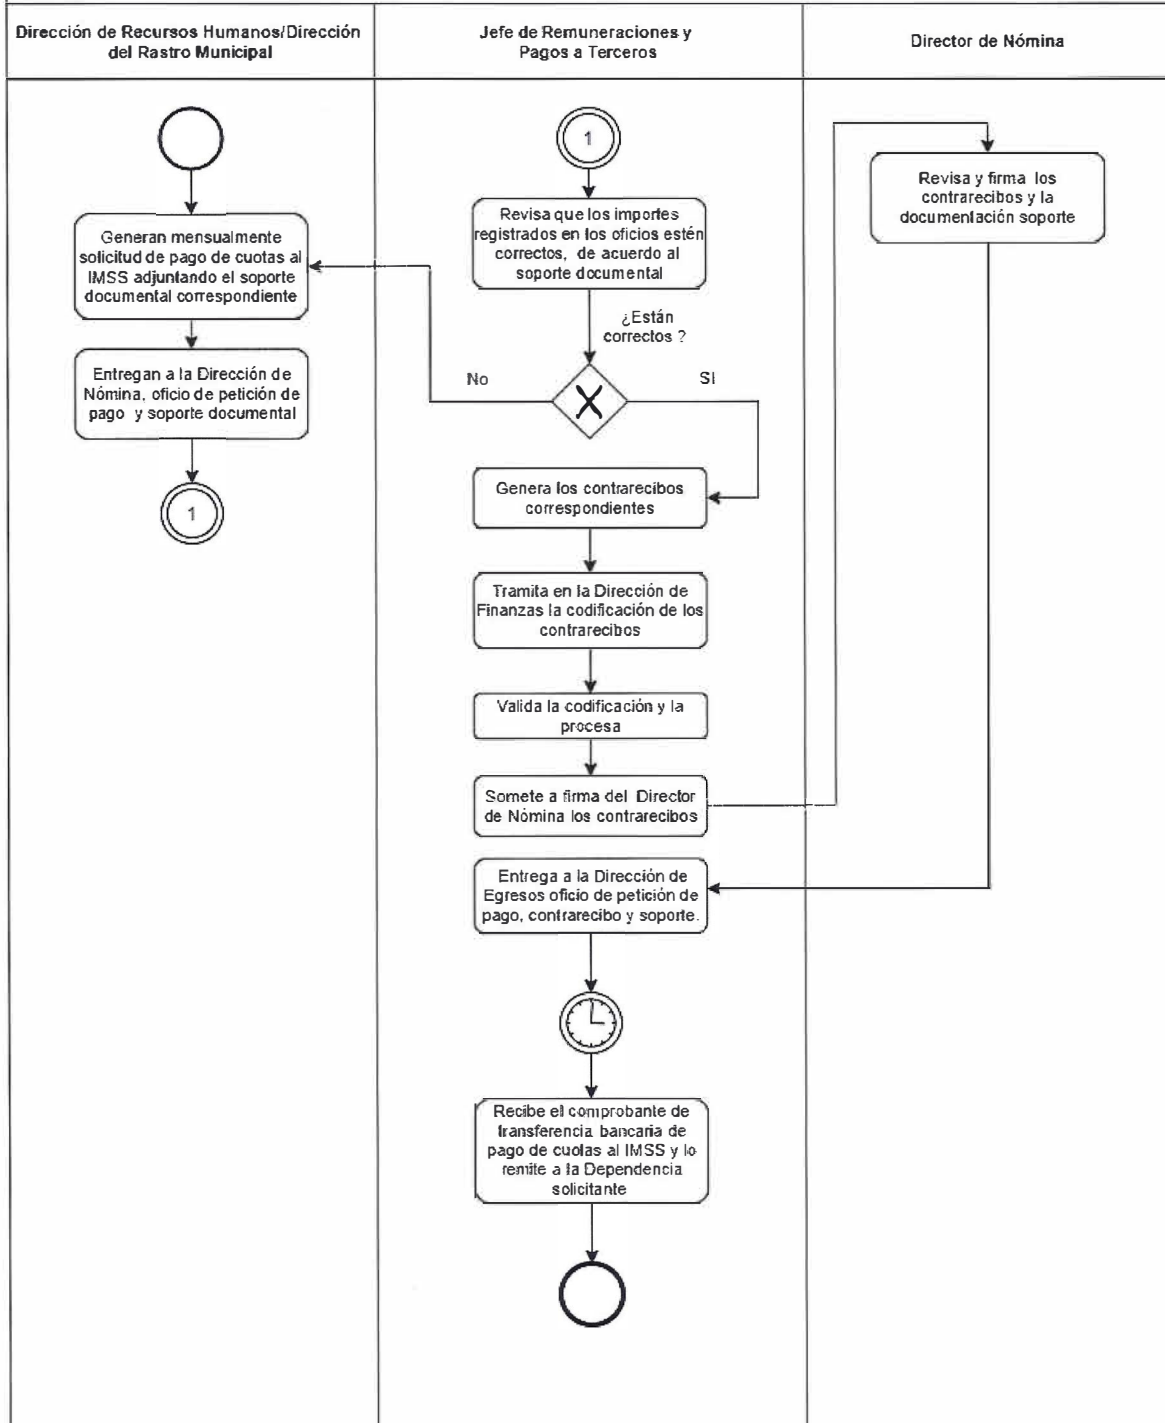 Dirección de Recursos Humanos/Dirección
del Rastro Municipal
Jefe de Remuneraciones y
Pagos a Terceros
Director de Nómina
Generan mensualmente
solicitud de pago de cuotas al
IMSS adjuntando el soporte
documental correspondiente
Entregan a la Dirección de
Nómina, oficio de petición de
pago y soporte documental
1
1
Revisa que los importes
registrados en los oficios estén
correctos, de acuerdo al
soporte documental
¿Están
correctos ?
No
SI
Genera los contrarecibos
correspondientes
Tramita en la Dirección de
Finanzas la codificación de los
contrarecibos
Valida la codificación y la
procesa
Somete a firma del Director
de Nómina los contrarecibos
Entrega a la Dirección de
Egresos oficio de petición de
pago, contrarecibo y soporte.
Recibe el comprobante de
transferencia bancaria de
pago de cuotas al IMSS y lo
remite a la Dependencia
solicitante
Revisa y firma los
contrarecibos y la
documentación soporte